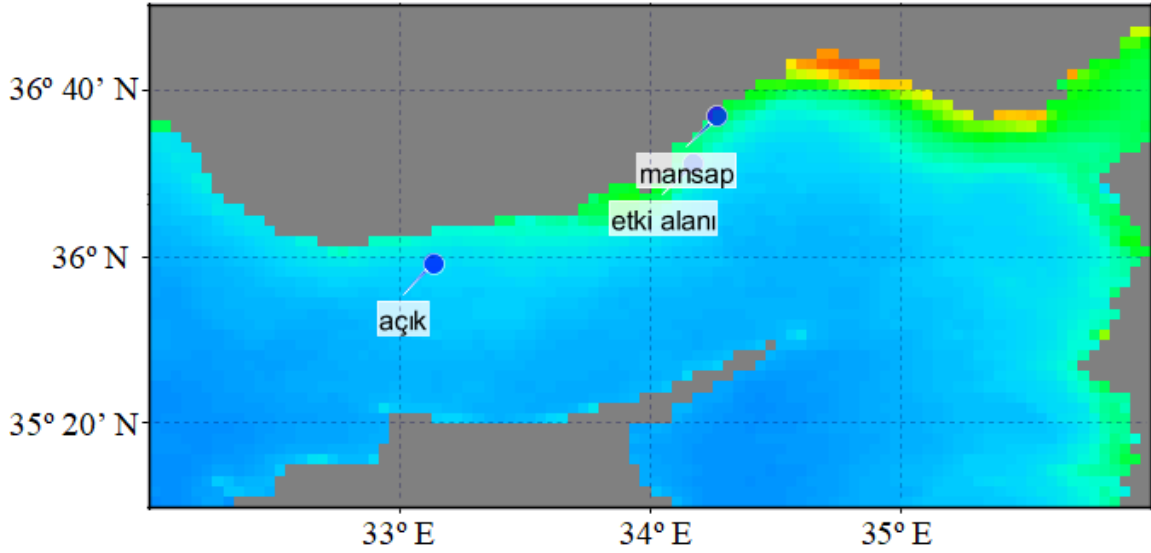 36º 40’ N
mansap
etki alanı
36º N
açık
35º 20’ N
33º E
34º E
35º E